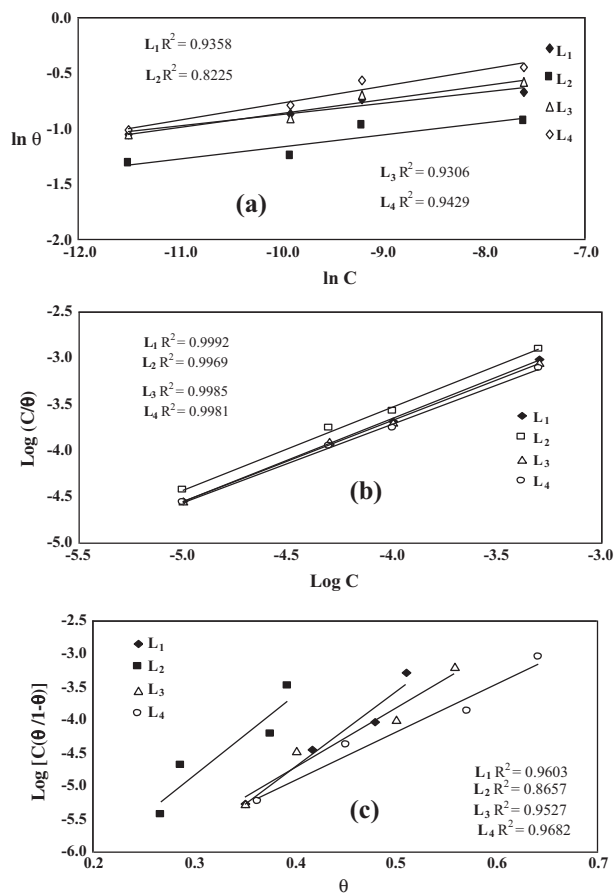 0.0
L1 R2 = 0.9358
L2 R2 = 0.8225
-0.5
ln θ
-1.0
-1.5
-2.0
L1
L2
L3
L4
L3 R2 = 0.9306
L4 R2 = 0.9429
(a)
-12.0 -11.0 -10.0 -9.0 -8.0 -7.0
ln C
-2.5
-3.0
-3.5
-4.0
-4.5
-5.0
Log (C/θ)
L1 R2 = 0.9992
L2 R2 = 0.9969
L3 R2 = 0.9985
L4 R2 = 0.9981
L1
L2
L3
L4
(b)
-5.5 -5.0 -4.5 -4.0 -3.5 -3.0
Log C
-2.5
-3.0
-3.5
-4.0
-4.5
-5.0
-5.5
-6.0
Log [C(θ /1-θ)]
L1
L2
L3
L4
L1 R2 = 0.9603
L2 R2 = 0.8657
L3 R2 = 0.9527
L4 R2 = 0.9682
(c)
0.2 0.3 0.4 0.5 0.6 0.7
θ